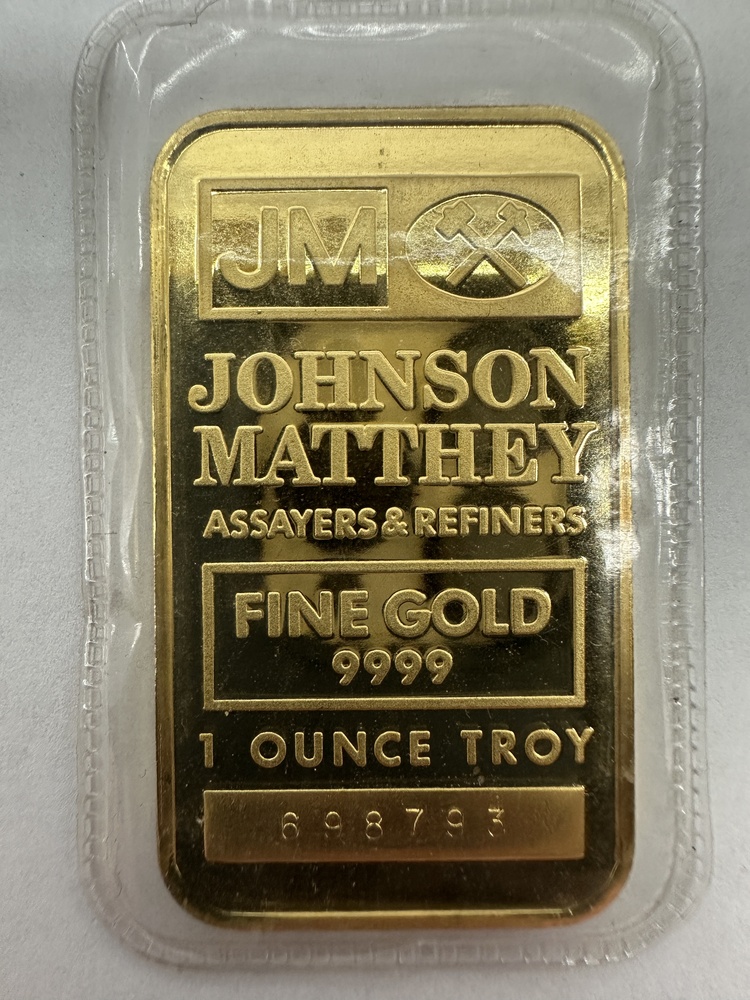 JM
JOHNSON
MATTHEY
ASSAYERS & REFINERS
FINE GOLD
9999
1 OUNCE TROY
698793